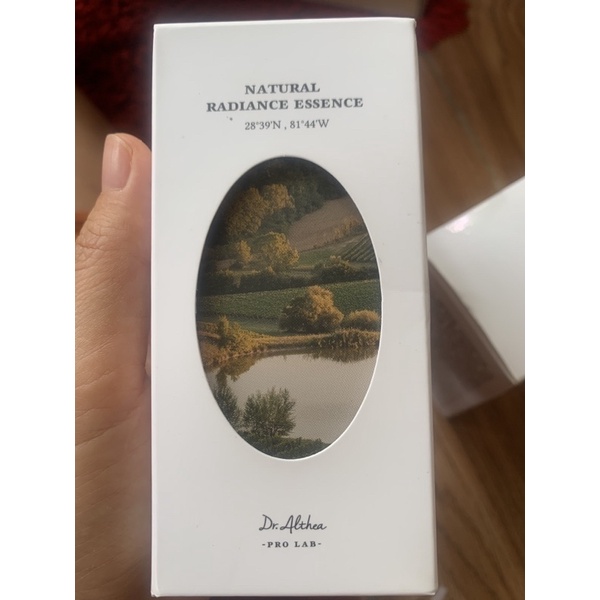 NATURAL
RADIANCE ESSENCE
28°39'N , 81°44'W
Dr. Althea
-PRO LAB-